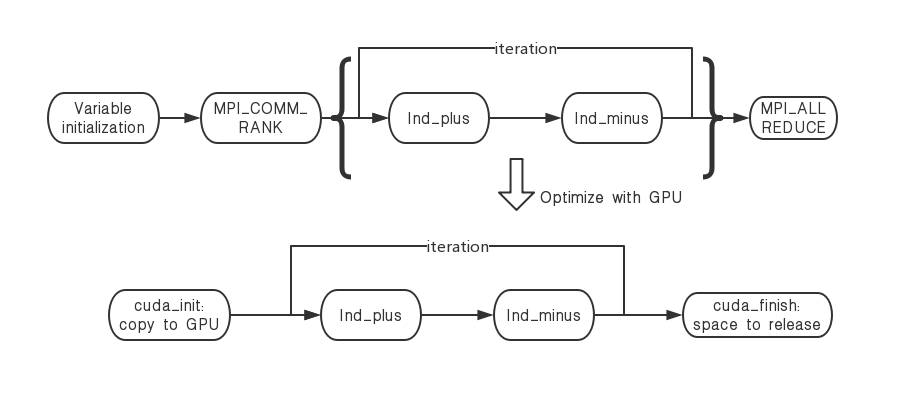 iteration
Variable
initialization
MPI_COMM_
RANK
Ind_plus
Ind_minus
MPI_ALL
REDUCE
Optimize with GPU
iteration
cuda_init:
copy to GPU
Ind_plus
Ind_minus
cuda_finish:
space to release